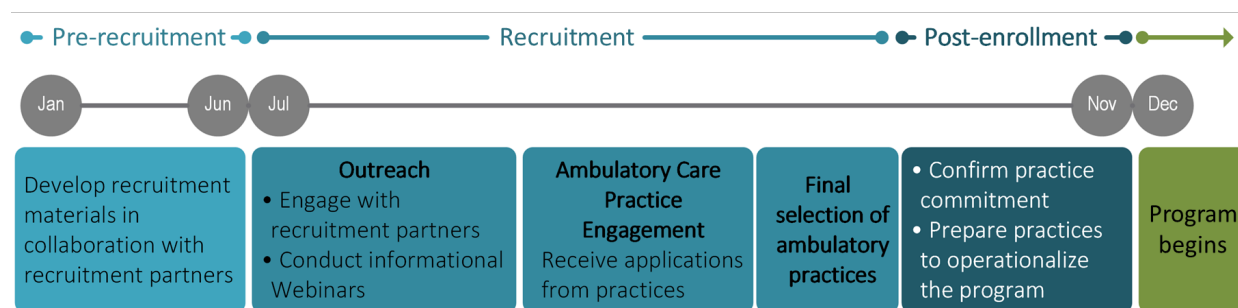 Pre-recruitment
Recruitment
Post-enrollment
Jan
Jun
Jul
Nov
Dec
Develop recruitment
materials in
collaboration with
recruitment partners
Outreach
• Engage with
recruitment partners
• Conduct informational
Webinars
Ambulatory Care
Practice
Engagement
Receive applications
from practices
Final
selection of
ambulatory
practices
• Confirm practice
commitment
• Prepare practices
to operationalize
the program
Program
begins